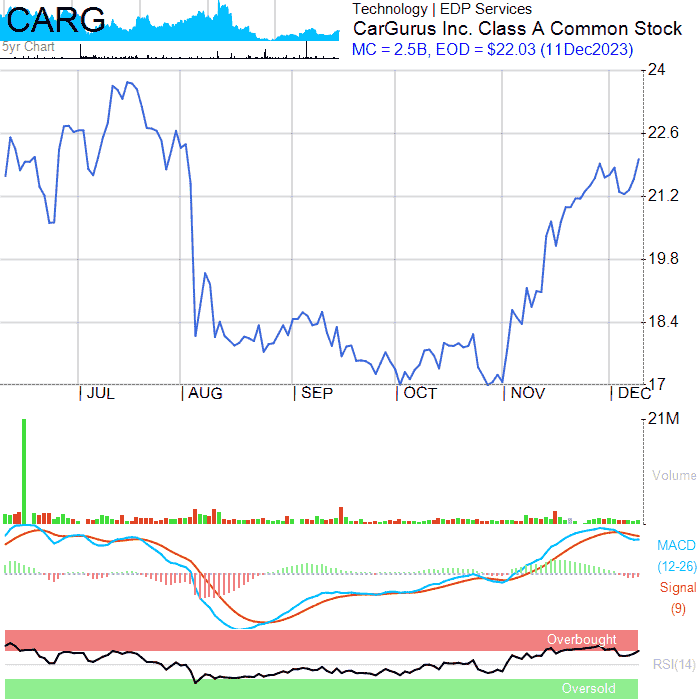 CARG
5yr Chart
Technology | EDP Services
CarGurus Inc. Class A Common Stock
MC = 2.5B, EOD = $22.03 (11Dec2023)
24
22.6
21.2
19.8
18.4
17
JUL
AUG
SEP
OCT
NOV
DEC
21M
Volume
MACD
(12-26)
Signal
(9)
Overbought
RSI(14)
Oversold